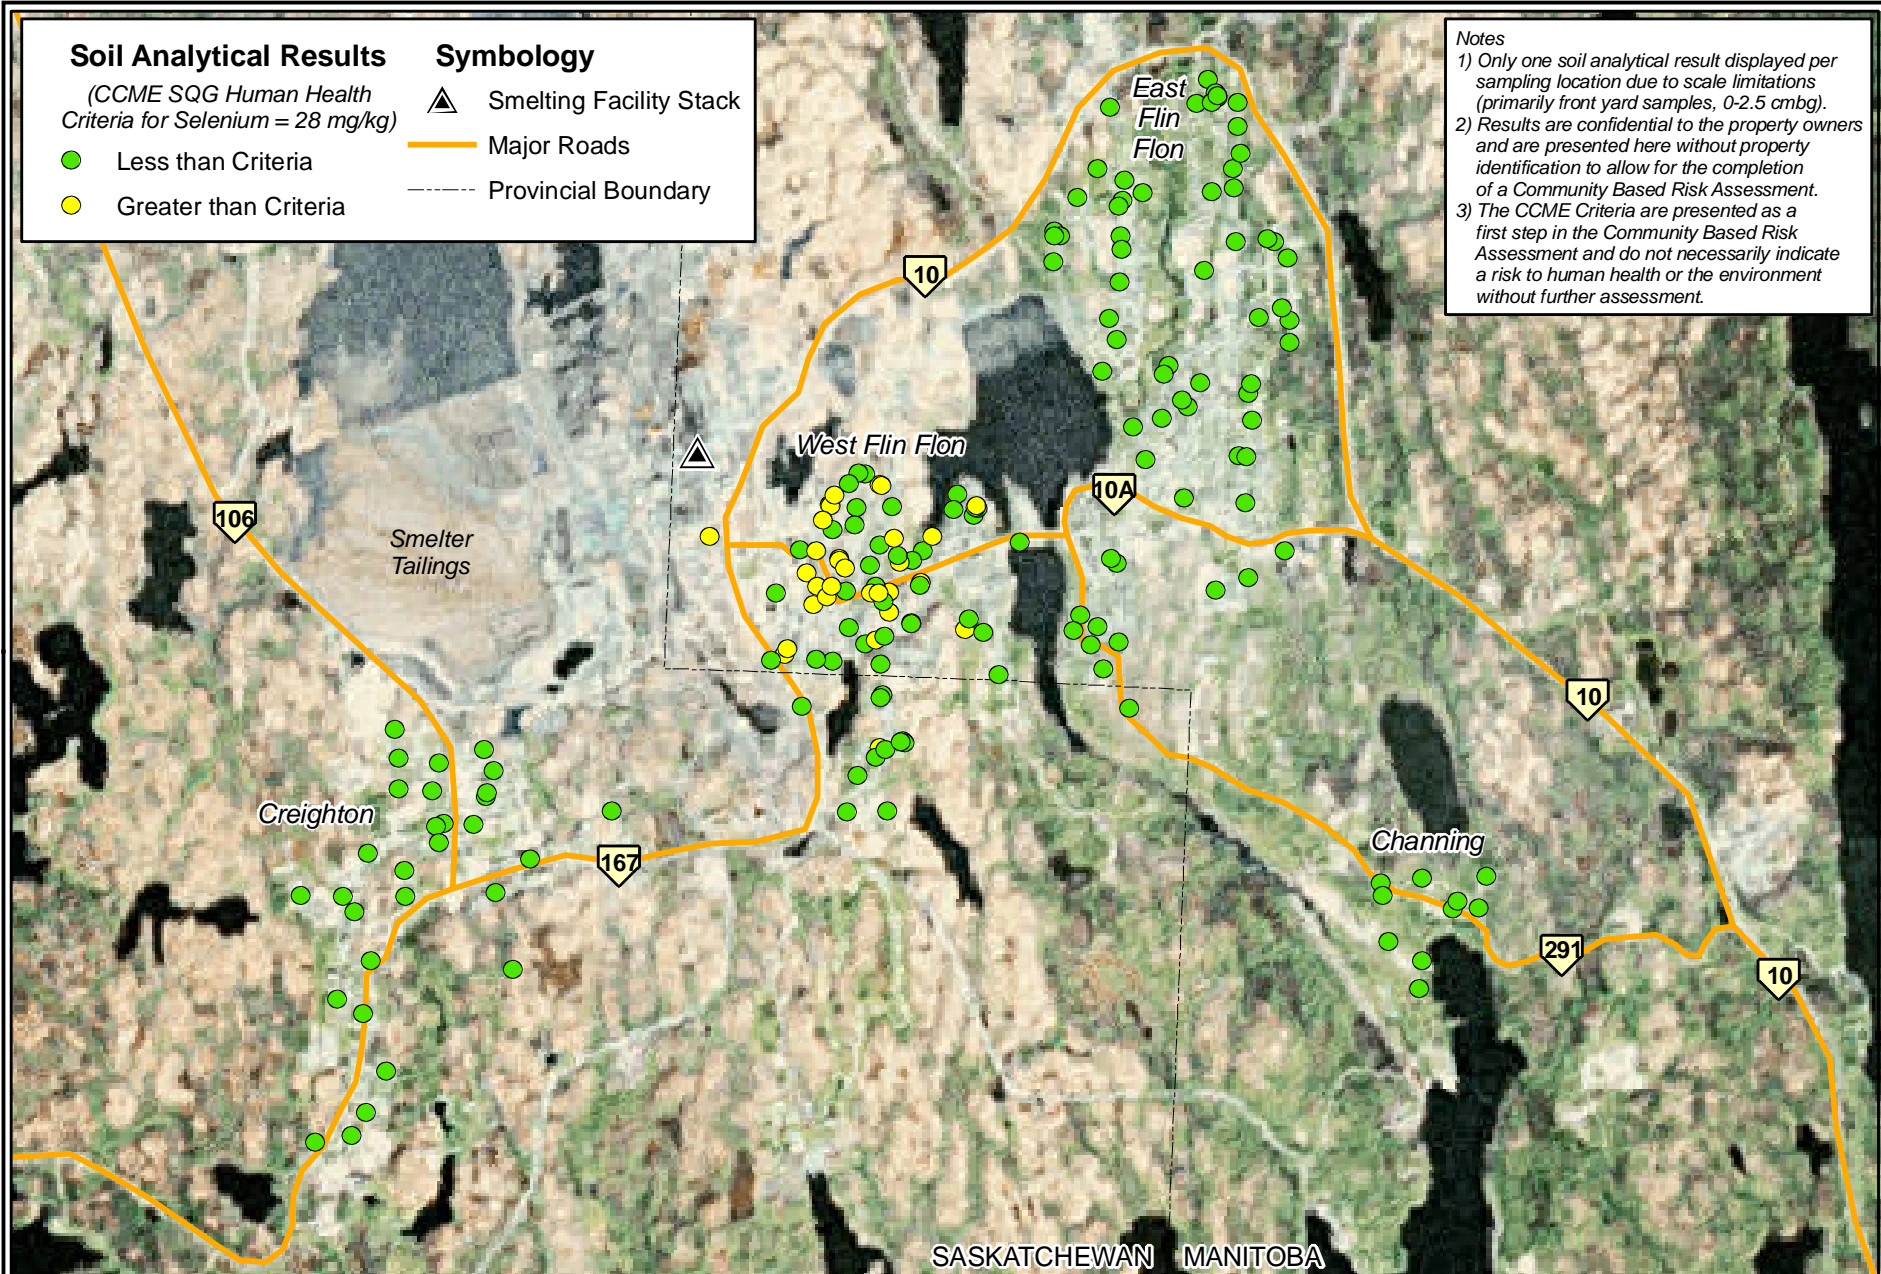 Soil Analytical Results
(CCME SQG Human Health
Criteria for Selenium = 28 mg/kg)
Less than Criteria
Greater than Criteria
Symbology
Smelting Facility Stack
Major Roads
Provincial Boundary
Notes
1) Only one soil analytical result displayed per
sampling location due to scale limitations
(primarily front yard samples, 0-2.5 cmbg).
2) Results are confidential to the property owners
and are presented here without property
identification to allow for the completion
of a Community Based Risk Assessment.
3) The CCME Criteria are presented as a
first step in the Community Based Risk
Assessment and do not necessarily indicate
a risk to human health or the environment
without further assessment.
East
Flin
Flon
10
West Flin Flon
10A
106
Smelter
Tailings
10
Creighton
167
Channing
291
10
SASKATCHEWAN MANITOBA